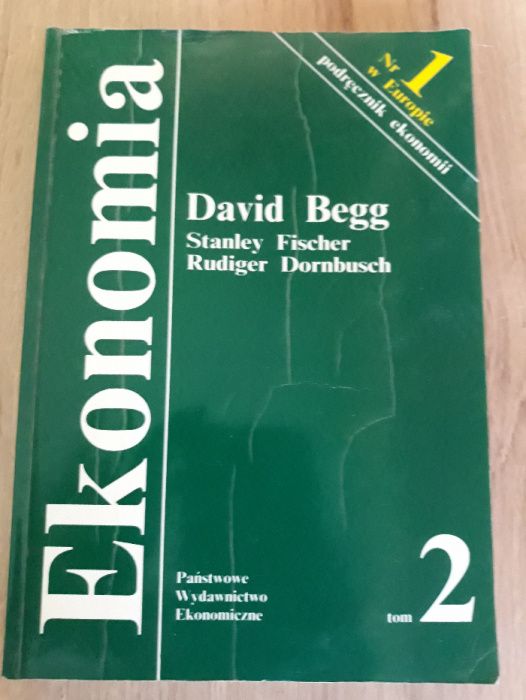 Ekonomia
Nr 1
w Europie
podręcznik ekonomii
David Begg
Stanley Fischer
Rudiger Dornbusch
Państwowe
Wydawnictwo
Ekonomiczne
tom 2